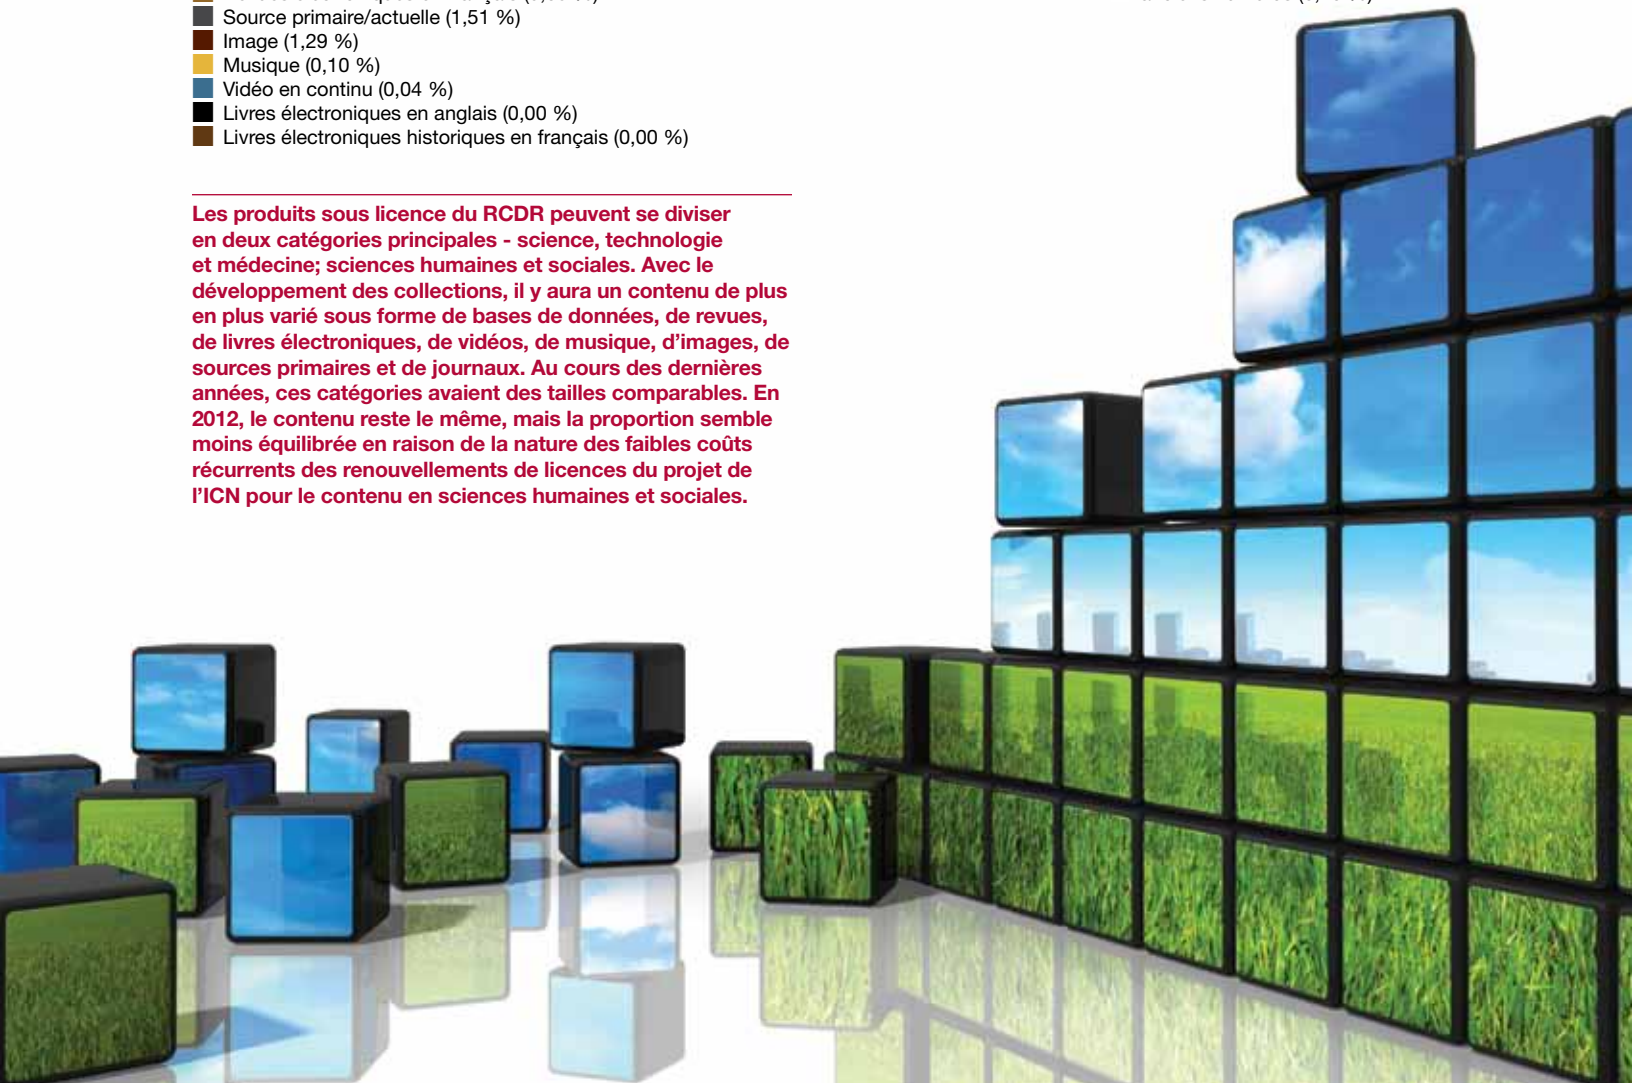 Source primaire/actuelle (1,51 %)
Image (1,29 %)
Musique (0,10 %)
Vidéo en continu (0,04 %)
Livres électroniques en anglais (0,00 %)
Livres électroniques historiques en français (0,00 %)
Les produits sous licence du RCDR peuvent se diviser
en deux catégories principales - science, technologie
et médecine; sciences humaines et sociales. Avec le
développement des collections, il y aura un contenu de plus
en plus varié sous forme de bases de données, de revues,
de livres électroniques, de vidéos, de musique, d’images, de
sources primaires et de journaux. Au cours des dernières
années, ces catégories avaient des tailles comparables. En
2012, le contenu reste le même, mais la proportion semble
moins équilibrée en raison de la nature des faibles coûts
récurrents des renouvellements de licences du projet de
l’ICN pour le contenu en sciences humaines et sociales.